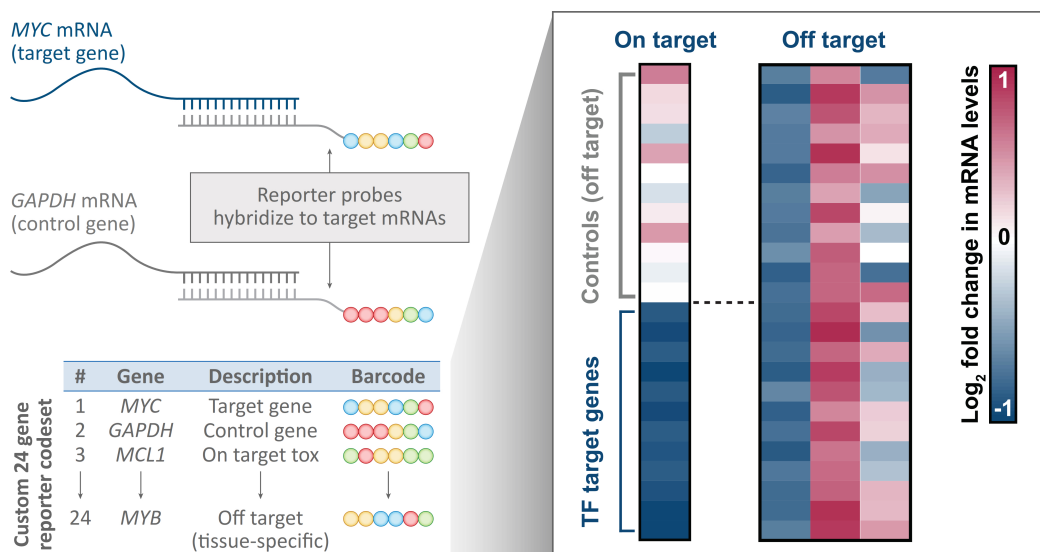 MYC mRNA
(target gene)
GAPDH mRNA
(control gene)
Reporter probes
hybridize to target mRNAs
Custom 24 gene
reporter codeset
# Gene Description Barcode
1 MYC Target gene
2 GAPDH Control gene
3 MCL1 On target tox
24 MYB Off target
(tissue-specific)
On target Off target
Controls (off target)
TF target genes
Log2 fold change in mRNA levels
1
0
-1